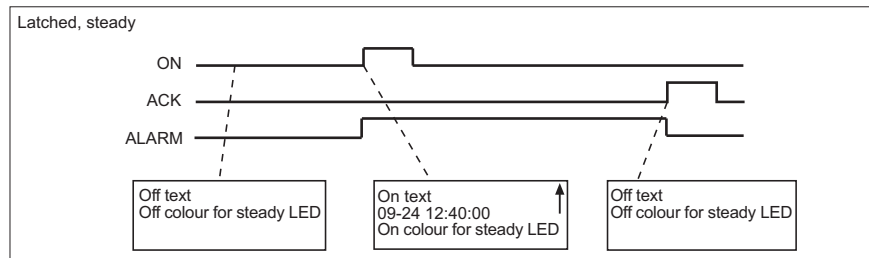 Latched, steady
ON
ACK
ALARM
Off text
Off colour for steady LED
On text
09-24 12:40:00
On colour for steady LED
Off text
Off colour for steady LED